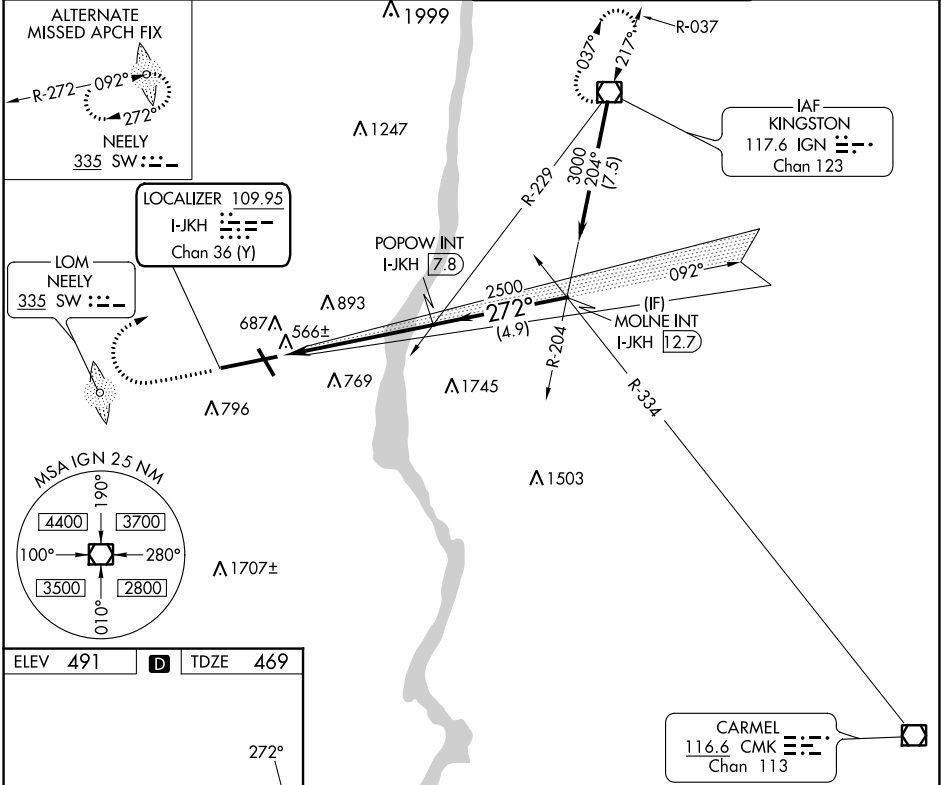 ALTERNATE
MISSED APCH FIX
R-272
092°
272°
NEELY
335 SW
1999
R-037
037°
217°
IAF
KINGSTON
117.6 IGN
Chan 123
1247
R-229
3000
204°
(7.5)
LOCALIZER 109.95
I-JKH
Chan 36 (Y)
POPOW INT
I-JKH 7.8
LOM
NEELY
335 SW
092°
2500
272°
(4.9)
(IF)
MOLNE INT
I-JKH 12.7
893
687
566±
769
1745
796
R-204
R-334
1503
MSA IGN 25 NM
190°
4400
3700
100°
280°
3500
2800
010°
1707±
ELEV 491
D
TDZE 469
272°
CARMEL
116.6 CMK
Chan 113